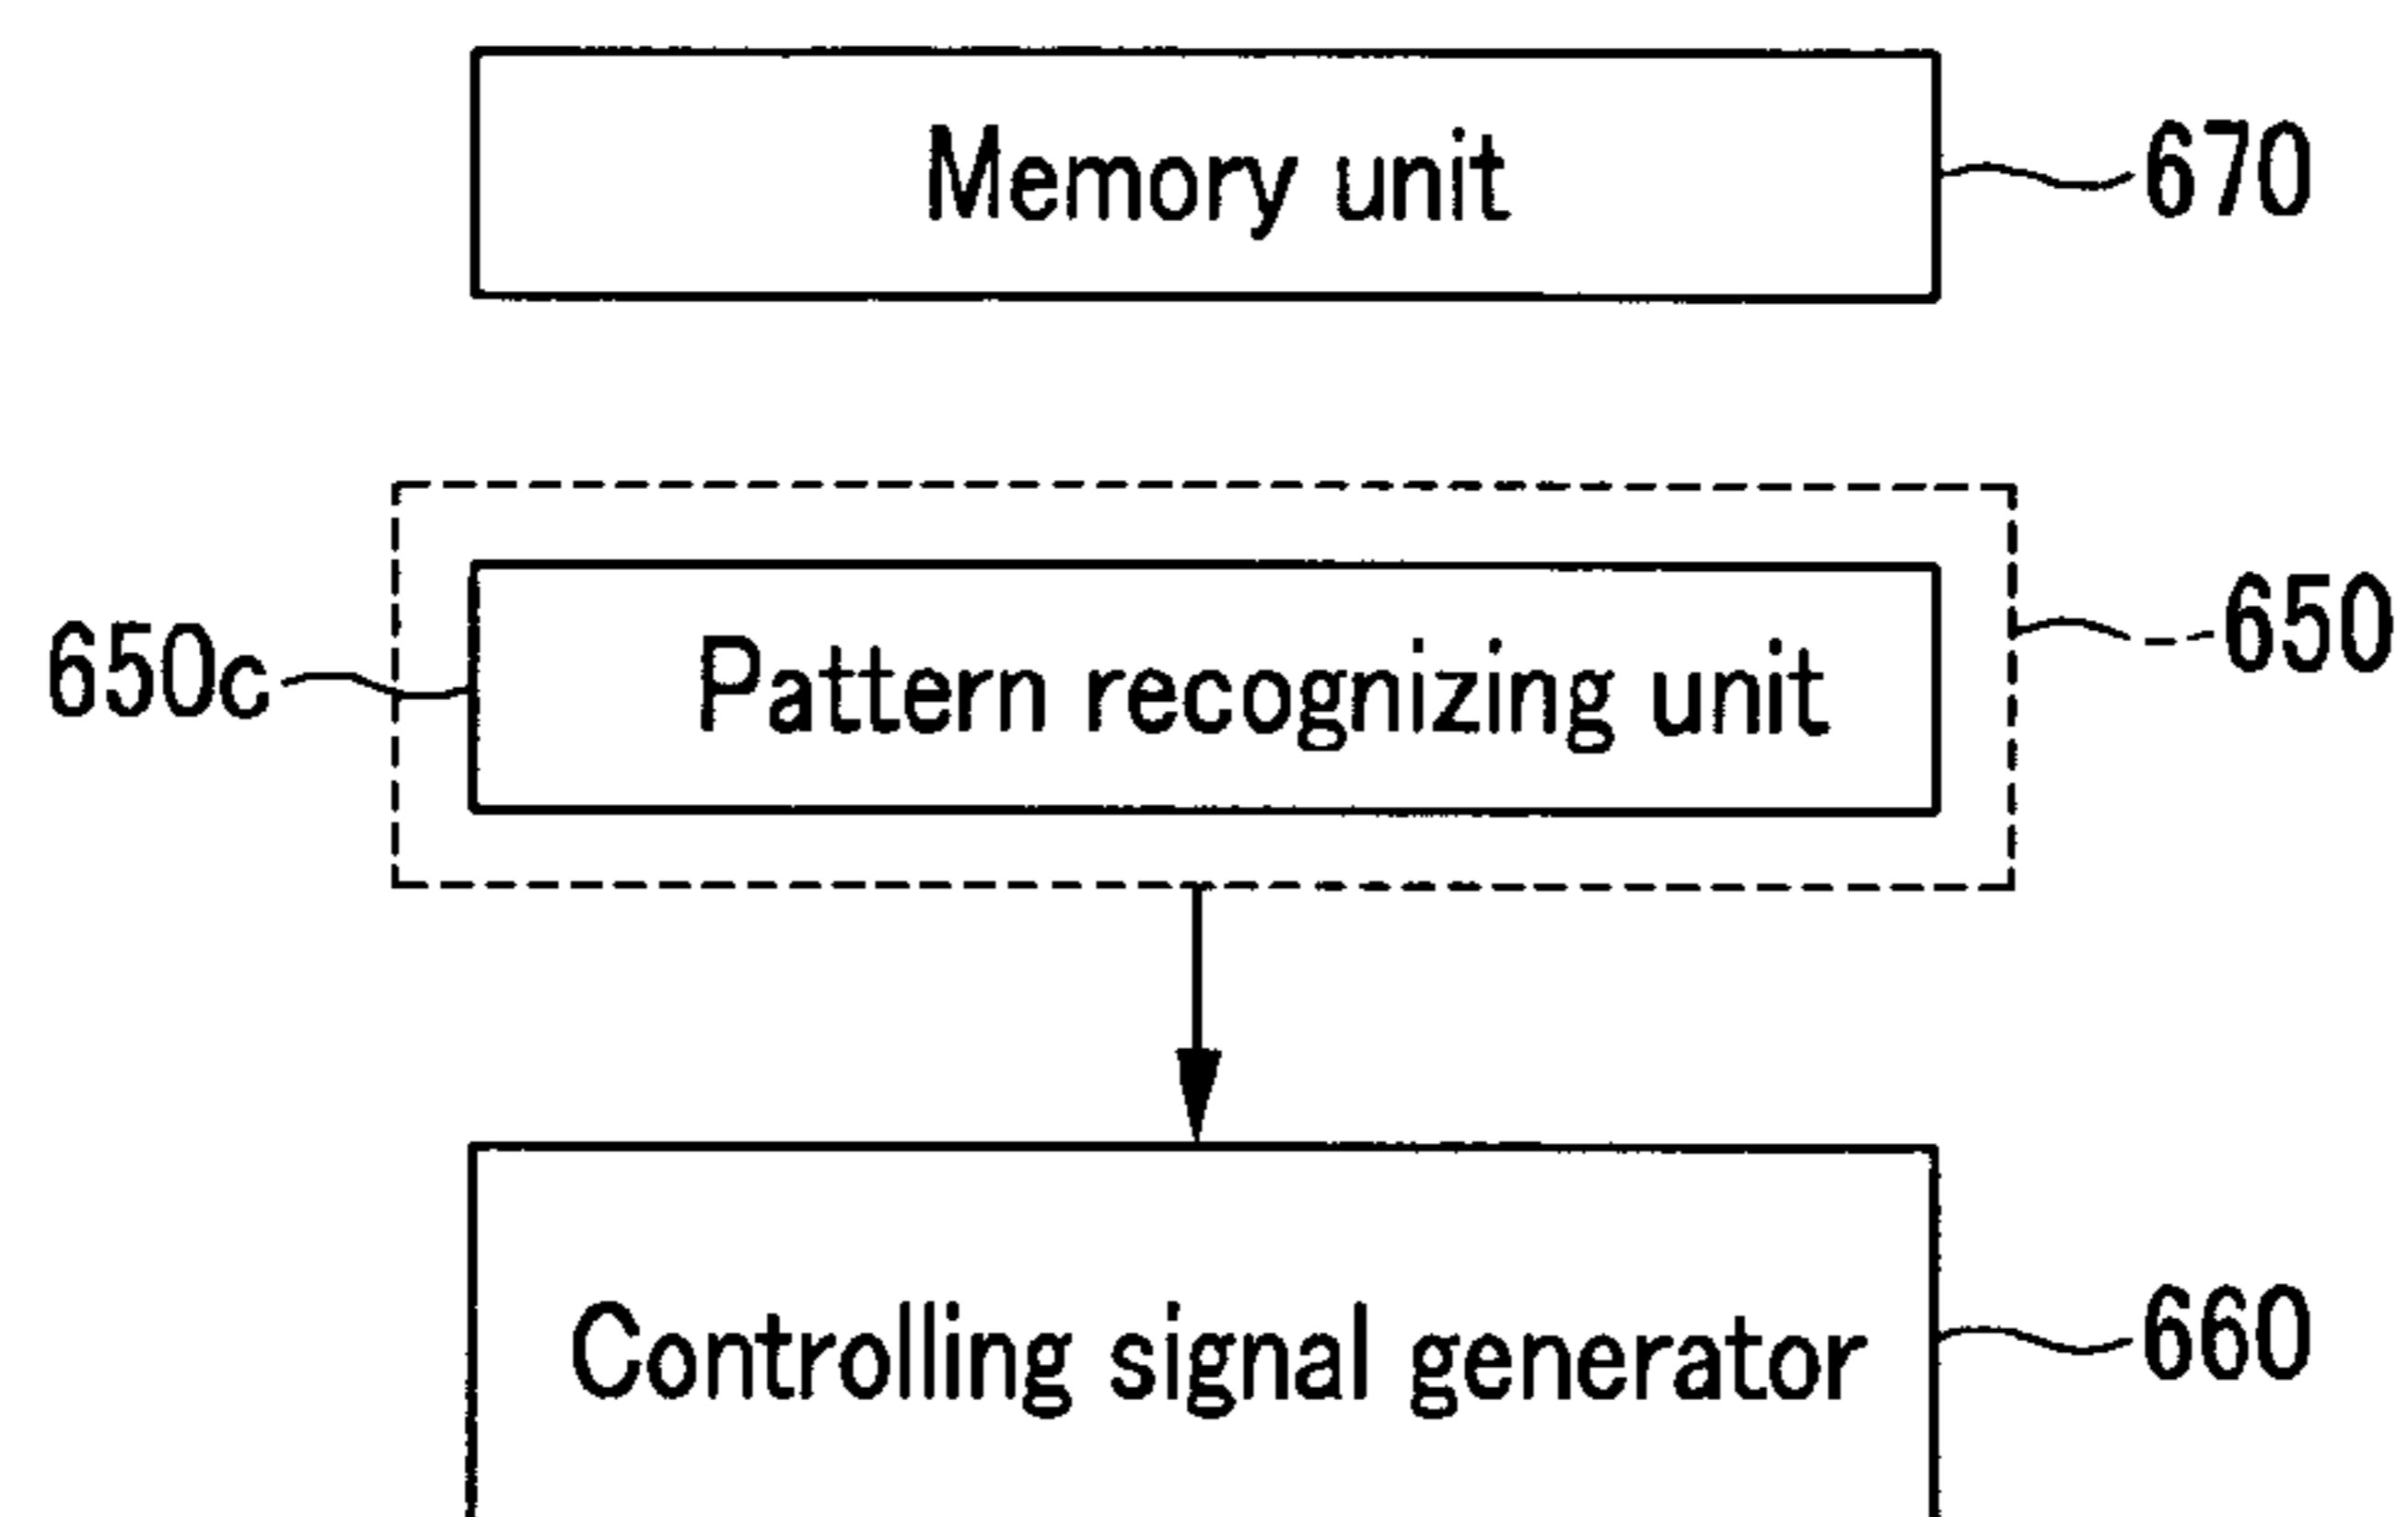 Memory unit
670
650
650c
Pattern recognizing unit
Controlling signal generator
660